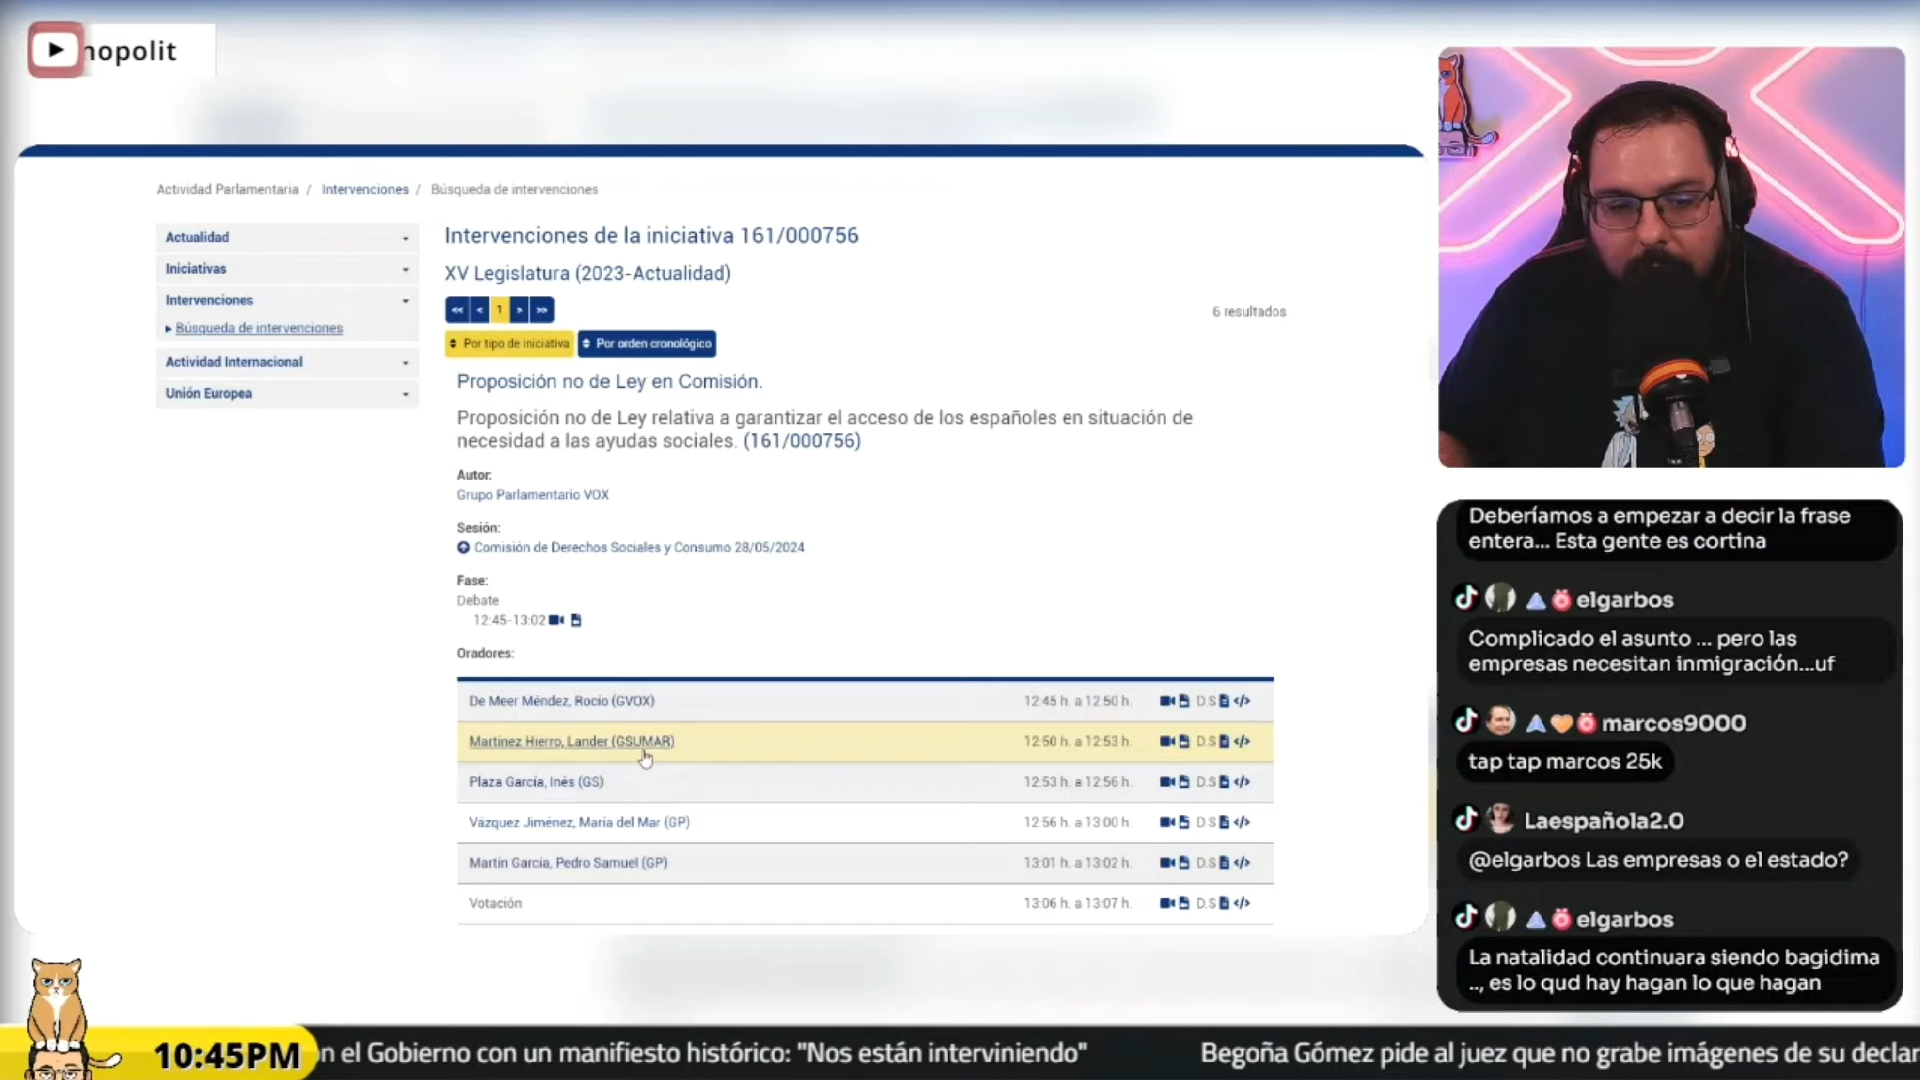 nopolit
Actividad Parlamentaria / Intervenciones / Búsqueda de intervenciones
Actualidad
Iniciativas
Intervenciones
Búsqueda de intervenciones
Actividad Internacional
Unión Europea
Intervenciones de la iniciativa 161/000756
XV Legislatura (2023-Actualidad)
<< < 1 > >>
6 resultados
Por tipo de iniciativa Por orden cronológico
Proposición no de Ley en Comisión.
Proposición no de Ley relativa a garantizar el acceso de los españoles en situación de
necesidad a las ayudas sociales. (161/000756)
Autor:
Grupo Parlamentario VOX
Sesión:
Comisión de Derechos Sociales y Consumo 28/05/2024
Fase:
Debate
12:45-13:02
Oradores:
De Meer Méndez, Rocío (GVOX) 12:45 h. a 12:50 h. D.S </>
Martínez Hierro, Lander (GSUMAR) 12:50 h. a 12:53 h. D.S </>
Plaza García, Inés (GS) 12:53 h. a 12:56 h. D.S </>
Vázquez Jiménez, María del Mar (GP) 12:56 h. a 13:00 h. D.S </>
Martín García, Pedro Samuel (GP) 13:01 h. a 13:02 h. D.S </>
Votación 13:06 h. a 13:07 h. D.S </>
Deberíamos a empezar a decir la frase
entera... Esta gente es cortina
elgarbos
Complicado el asunto ... pero las
empresas necesitan inmigración...uf
marcos9000
tap tap marcos 25k
Laespañola2.0
@elgarbos Las empresas o el estado?
elgarbos
La natalidad continuara siendo bagidima
.., es lo qud hay hagan lo que hagan
10:45PM
n el Gobierno con un manifiesto histórico: "Nos están interviniendo" Begoña Gómez pide al juez que no grabe imágenes de su declar